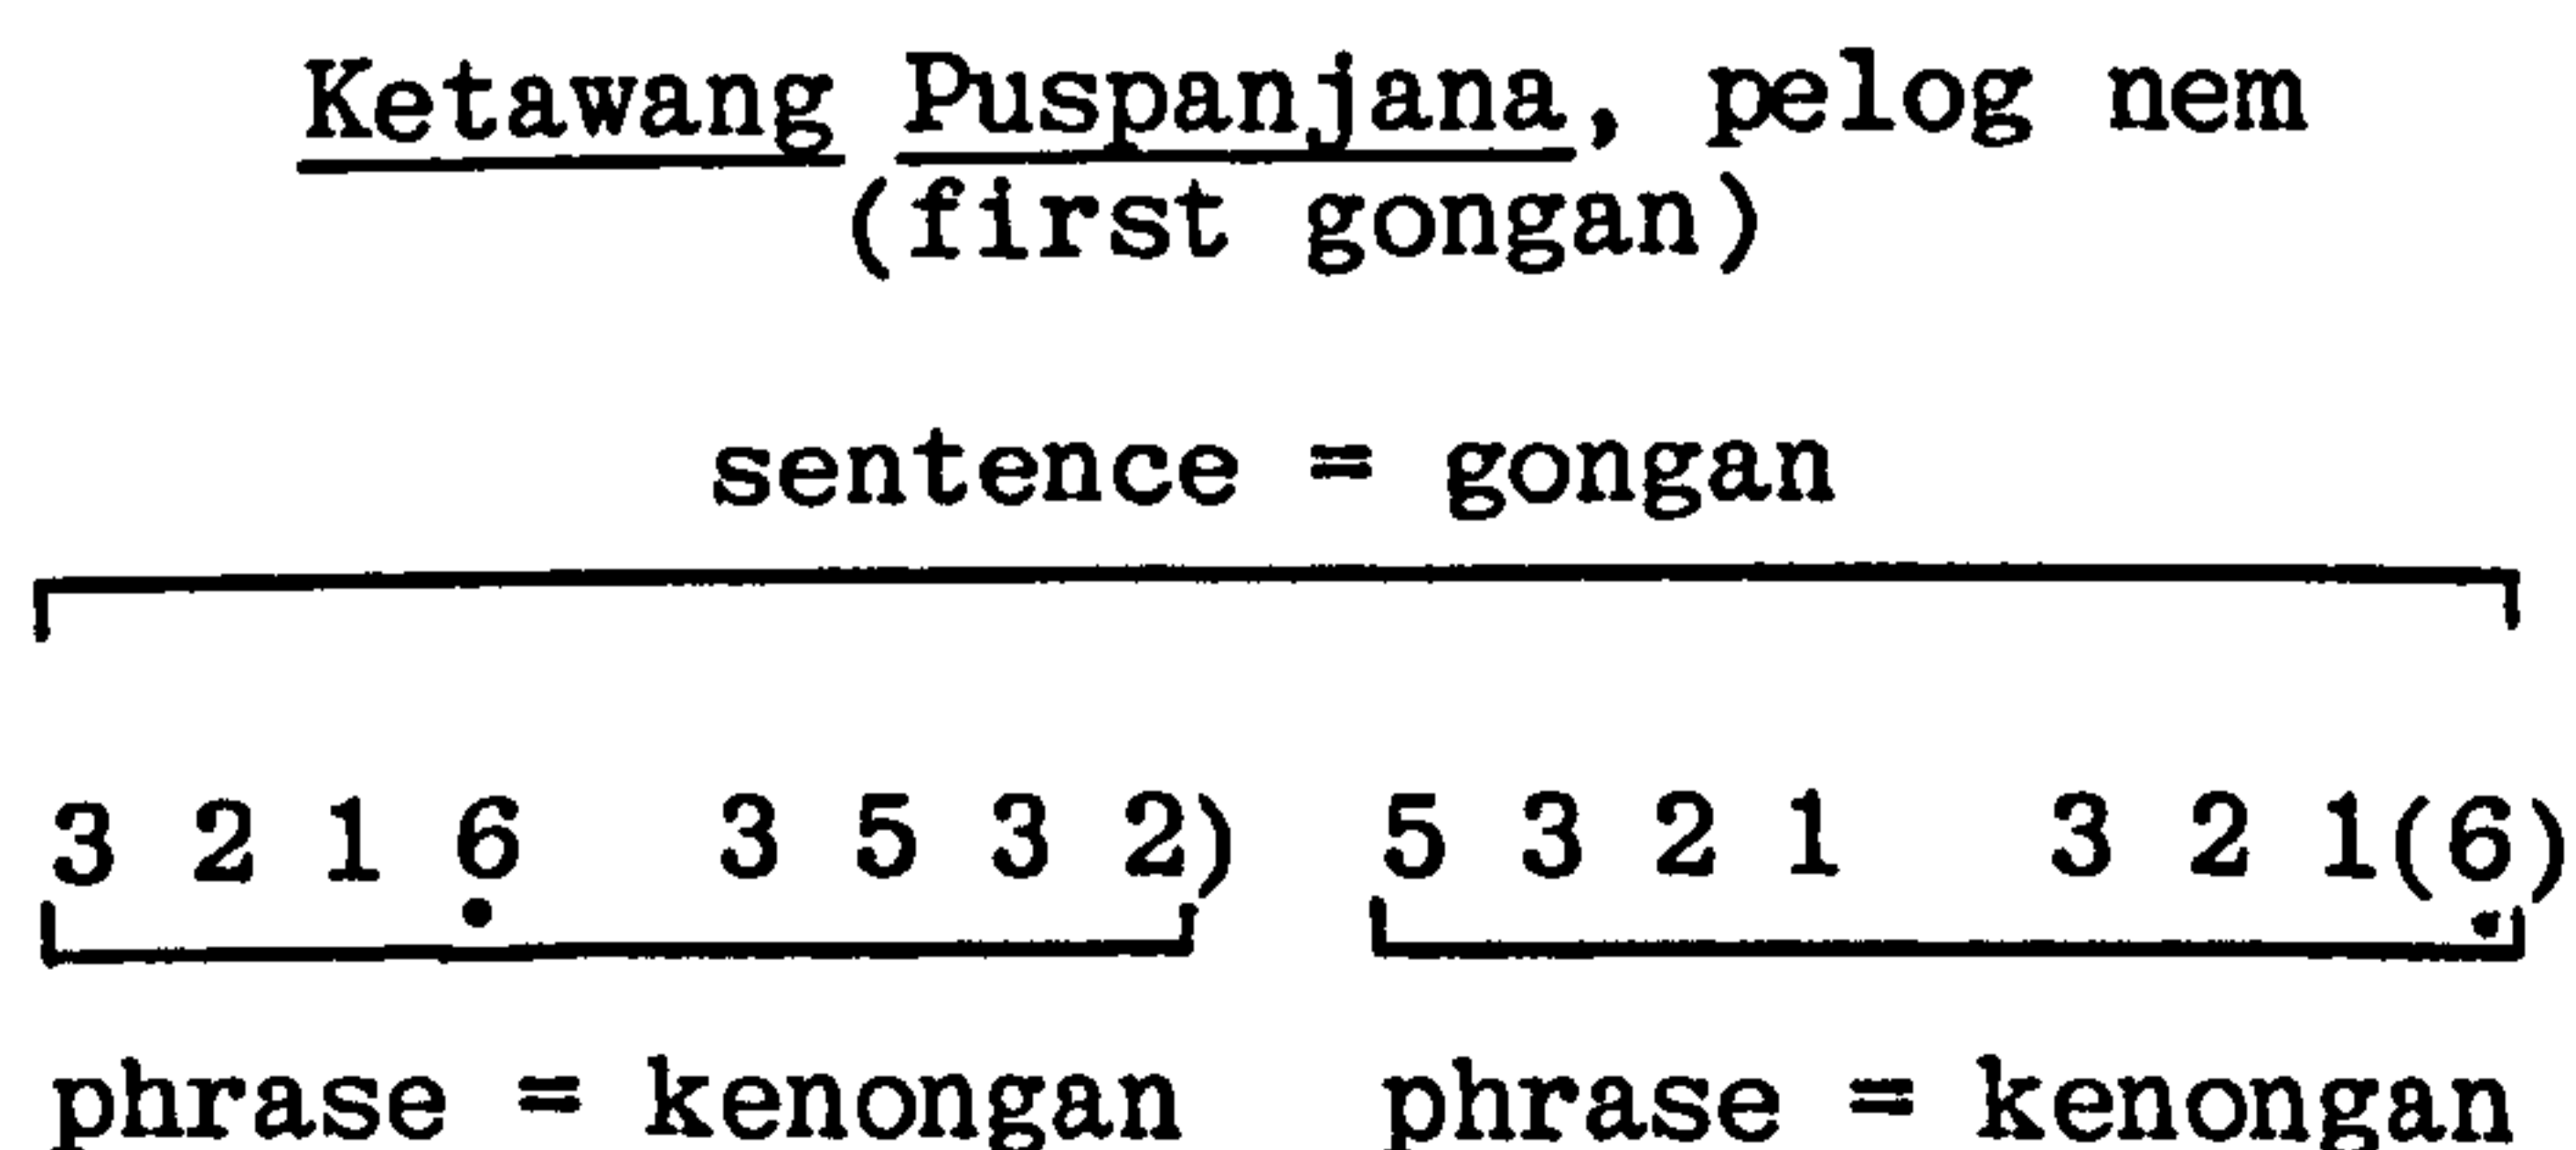 Ketawang Puspanjana, pelog nem
(first gongan)
sentence = gongan
3 2 1 6̣ 3 5 3 2) 5 3 2 1 3 2 1(6̣)
phrase = kenongan phrase = kenongan